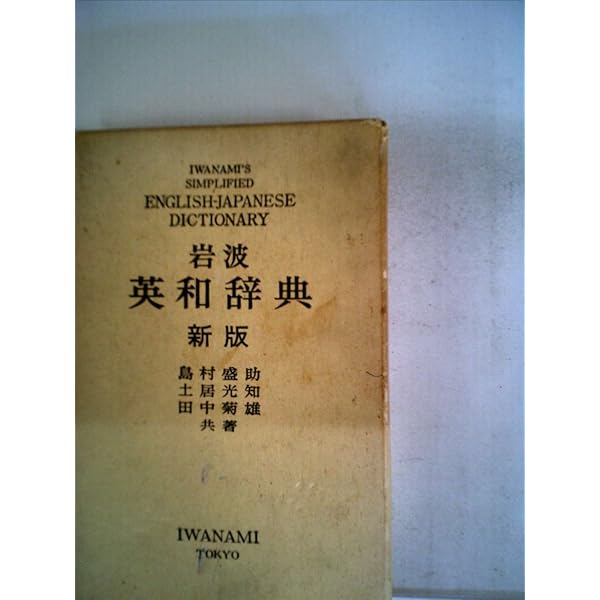 IWANAMI'S
SIMPLIFIED
ENGLISH-JAPANESE
DICTIONARY
岩波
英和辞典
新版
島村盛助
土居光知
田中菊雄
共著
IWANAMI
TOKYO